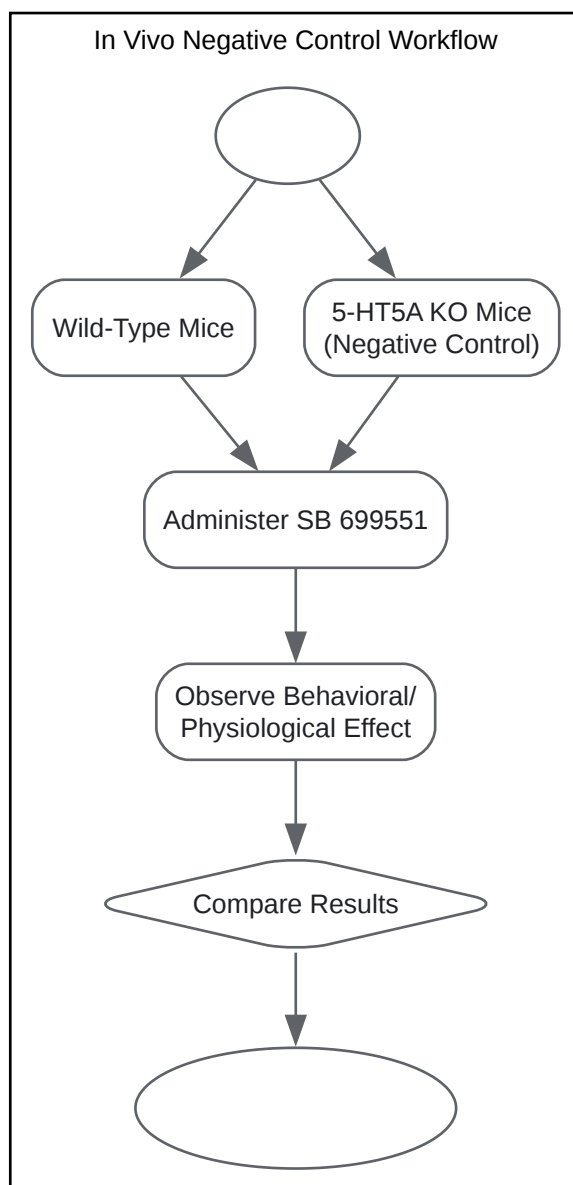 In Vivo Negative Control Workflow
Wild-Type Mice
5-HT5A KO Mice
(Negative Control)
Administer SB 699551
Observe Behavioral/
Physiological Effect
Compare Results